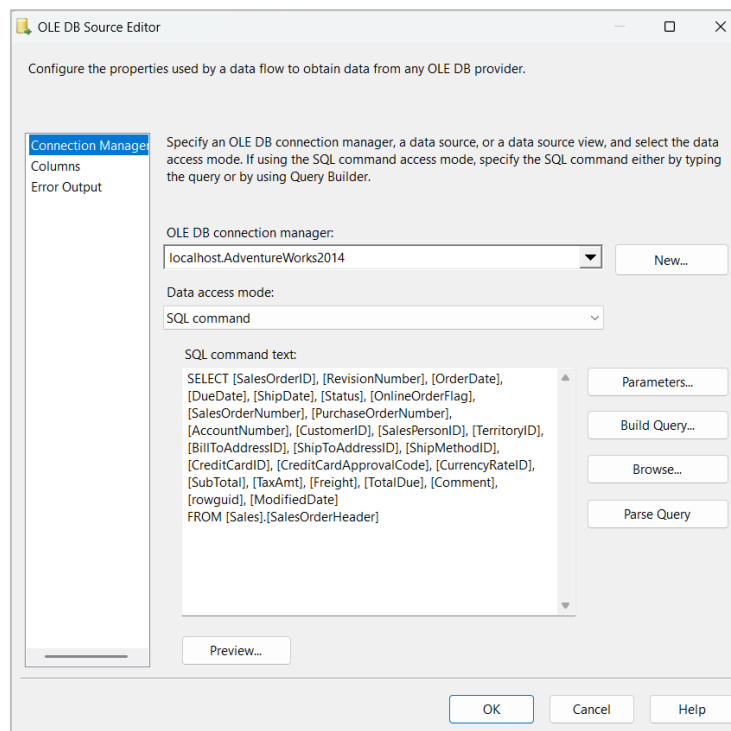 OLE DB Source Editor
Configure the properties used by a data flow to obtain data from any OLE DB provider.
Connection Manager
Columns
Error Output
Specify an OLE DB connection manager, a data source, or a data source view, and select the data
access mode. If using the SQL command access mode, specify the SQL command either by typing
the query or by using Query Builder.
OLE DB connection manager:
localhost.AdventureWorks2014
New...
Data access mode:
SQL command
SQL command text:
SELECT [SalesOrderID], [RevisionNumber], [OrderDate],
[DueDate], [ShipDate], [Status], [OnlineOrderFlag],
[SalesOrderNumber], [PurchaseOrderNumber],
[AccountNumber], [CustomerID], [SalesPersonID], [TerritoryID],
[BillToAddressID], [ShipToAddressID], [ShipMethodID],
[CreditCardID], [CreditCardApprovalCode], [CurrencyRateID],
[SubTotal], [TaxAmt], [Freight], [TotalDue], [Comment],
[rowguid], [ModifiedDate]
FROM [Sales].[SalesOrderHeader]
Parameters...
Build Query...
Browse...
Parse Query
Preview...
OK
Cancel
Help